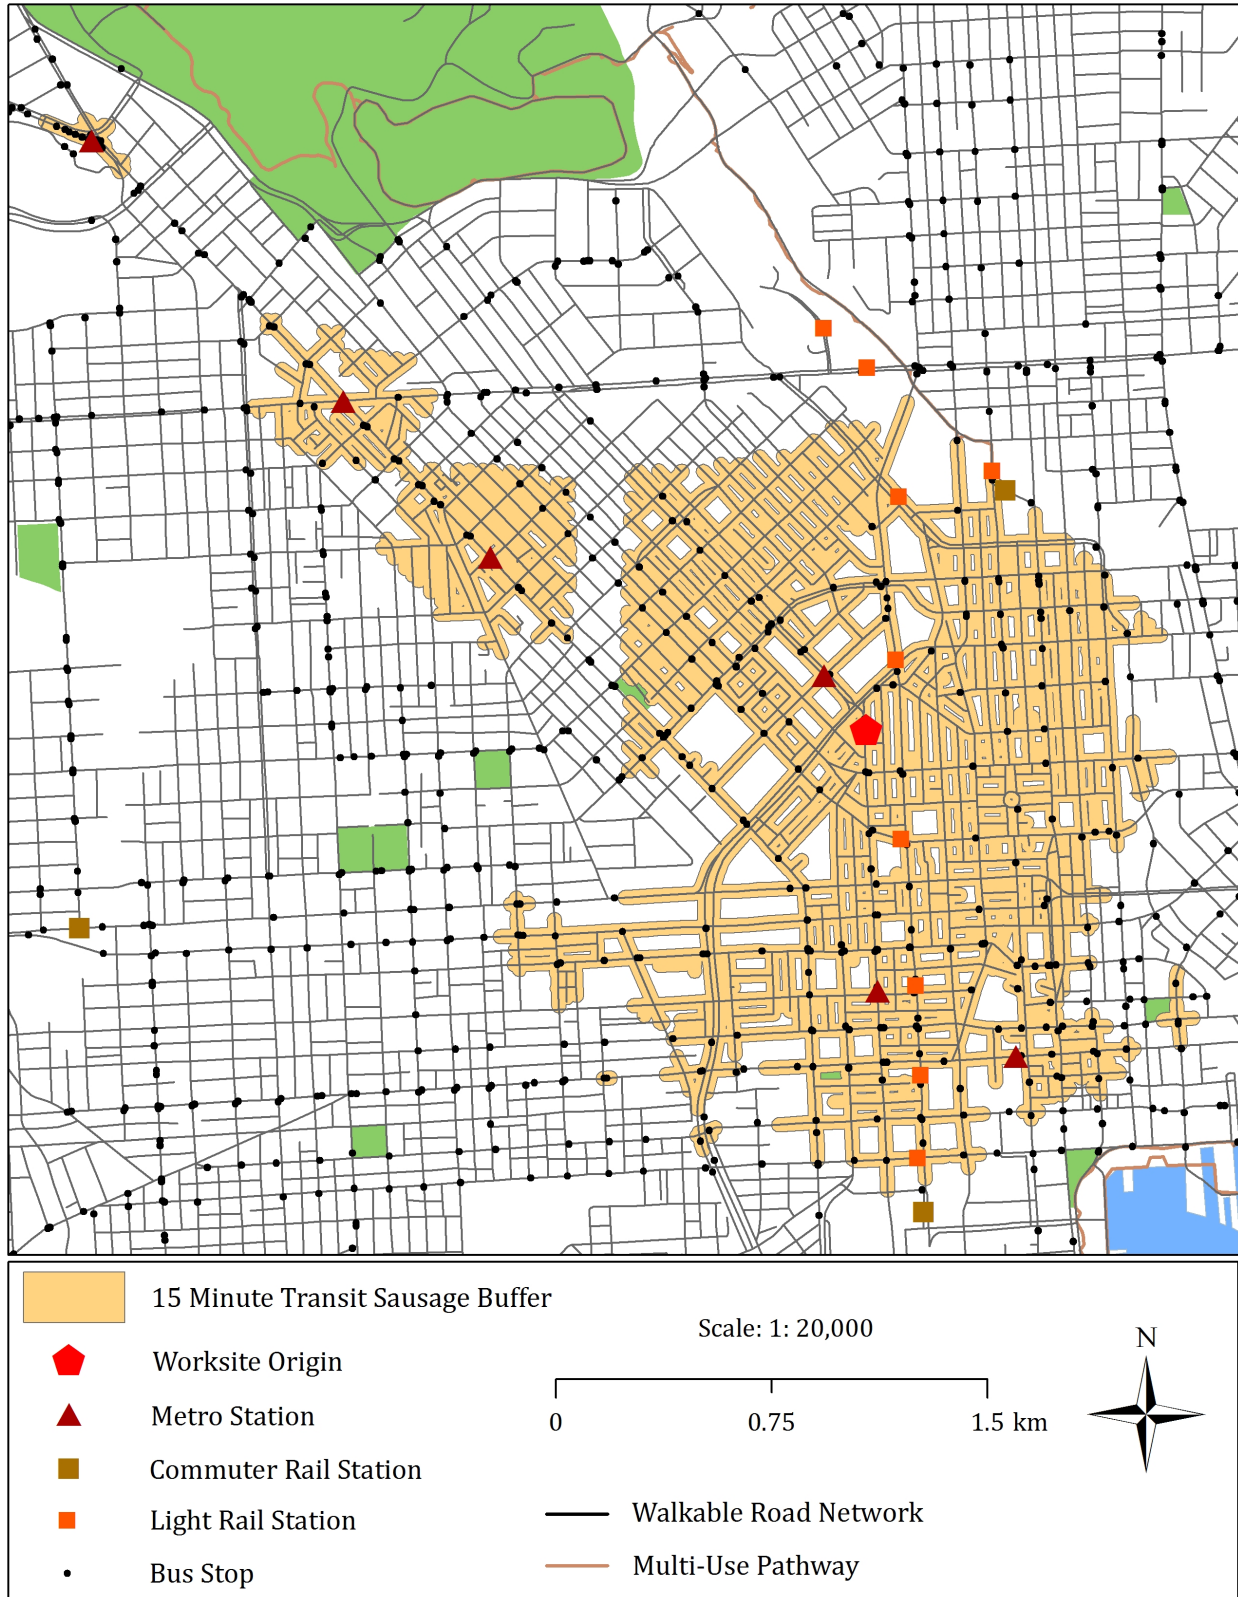 15 Minute Transit Sausage Buffer
Scale: 1: 20,000
N
Worksite Origin
Metro Station
0 0.75 1.5 km
Commuter Rail Station
Light Rail Station
Walkable Road Network
Bus Stop
Multi-Use Pathway